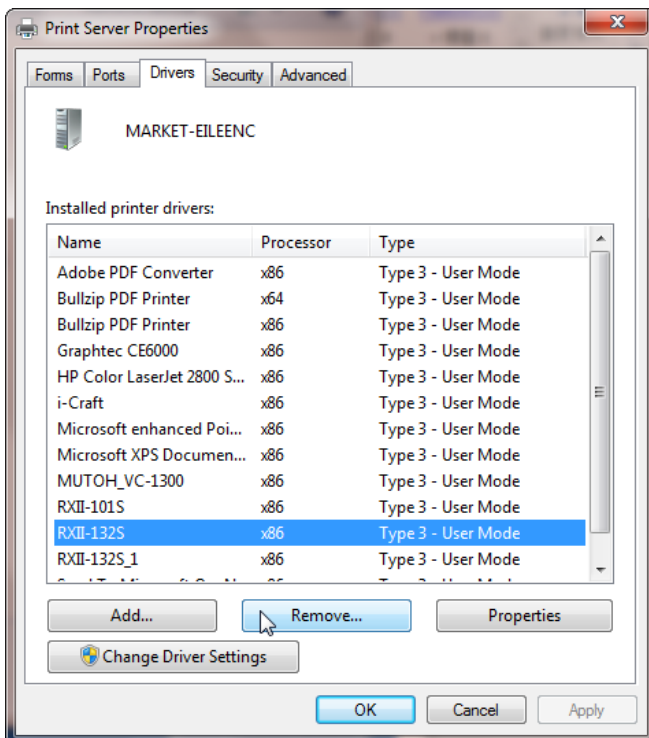 Print Server Properties
Forms Ports Drivers Security Advanced
MARKET-EILEENC
Installed printer drivers:
Name Processor Type
Adobe PDF Converter x86 Type 3 - User Mode
Bullzip PDF Printer x64 Type 3 - User Mode
Bullzip PDF Printer x86 Type 3 - User Mode
Graphtec CE6000 x86 Type 3 - User Mode
HP Color LaserJet 2800 S... x86 Type 3 - User Mode
i-Craft x86 Type 3 - User Mode
Microsoft enhanced Poi... x86 Type 3 - User Mode
Microsoft XPS Documen... x86 Type 3 - User Mode
MUTOH_VC-1300 x86 Type 3 - User Mode
RXII-101S x86 Type 3 - User Mode
RXII-132S x86 Type 3 - User Mode
RXII-132S_1 x86 Type 3 - User Mode
Add... Remove... Properties
Change Driver Settings
OK Cancel Apply